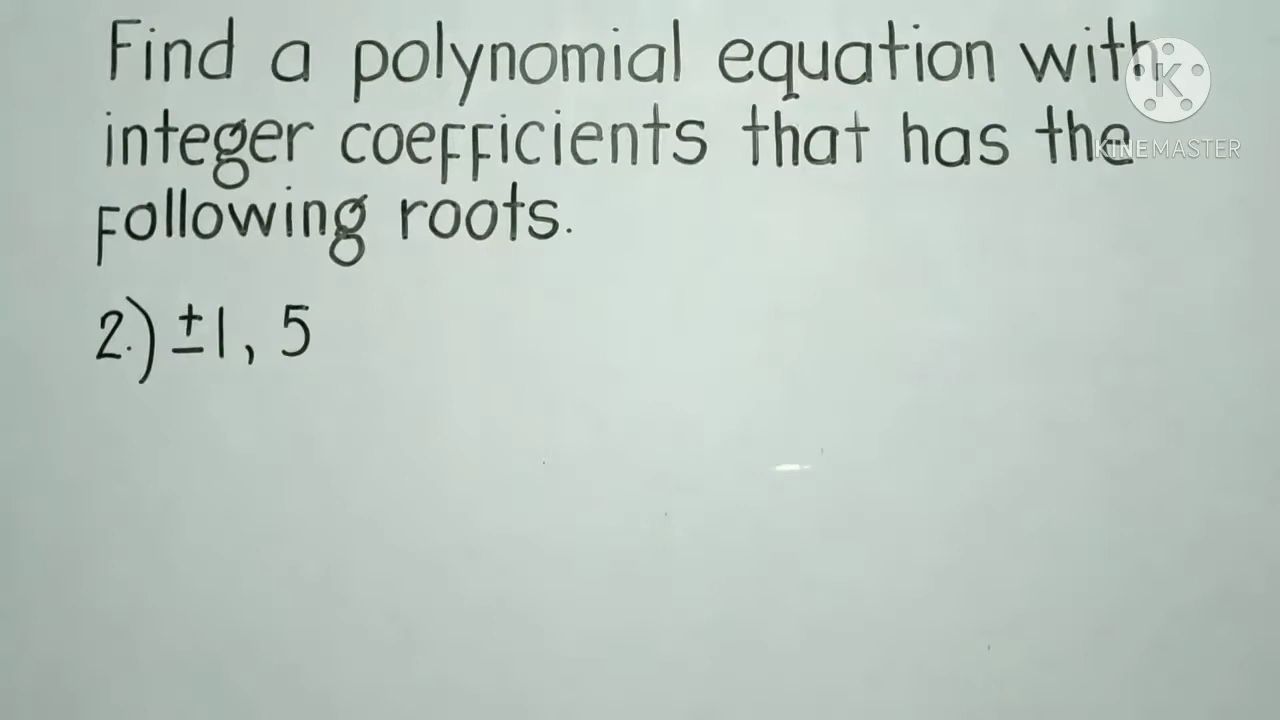 Find a polynomial equation with
integer coefficients that has the
following roots.
2.) ±1, 5
K
KINEMASTER